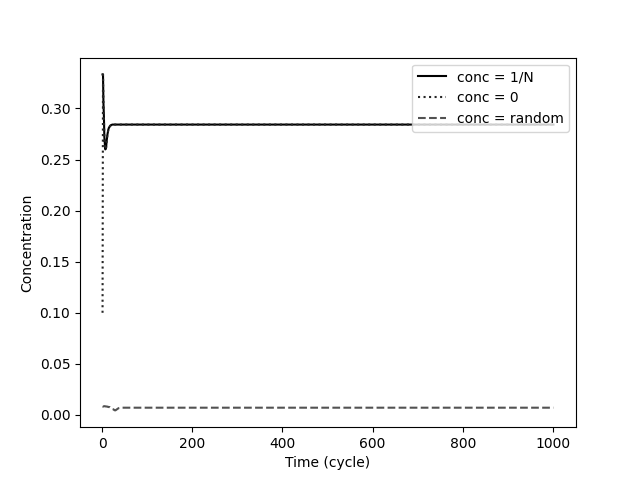 conc = 1/N
conc = 0
conc = random
0.30
0.25
0.20
0.15
0.10
0.05
0.00
Concentration
0 200 400 600 800 1000
Time (cycle)